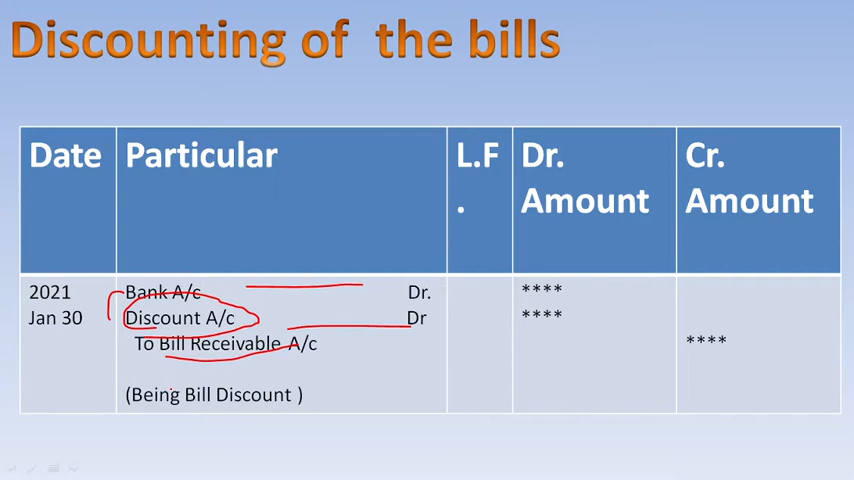 Discounting of the bills
Date Particular L.F Dr. Cr.
. Amount Amount
2021 Bank A/c Dr. ****
Jan 30 Discount A/c Dr ****
To Bill Receivable A/c ****
(Being Bill Discount )